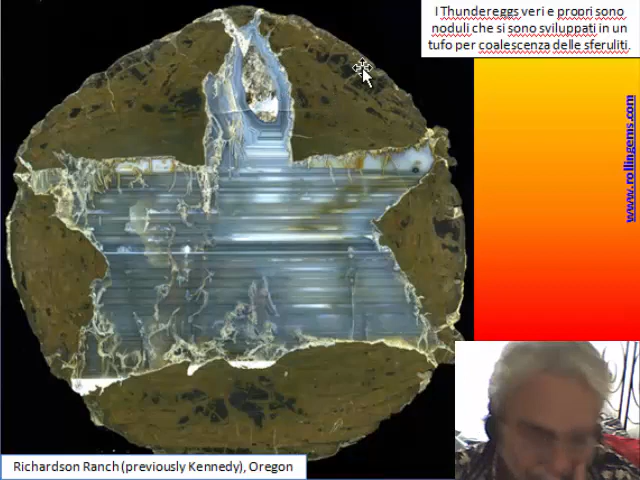 I Thundereggs veri e propri sono
noduli che si sono sviluppati in un
tufo per coalescenza delle sferuliti.
www.rollingems.com
Richardson Ranch (previously Kennedy), Oregon